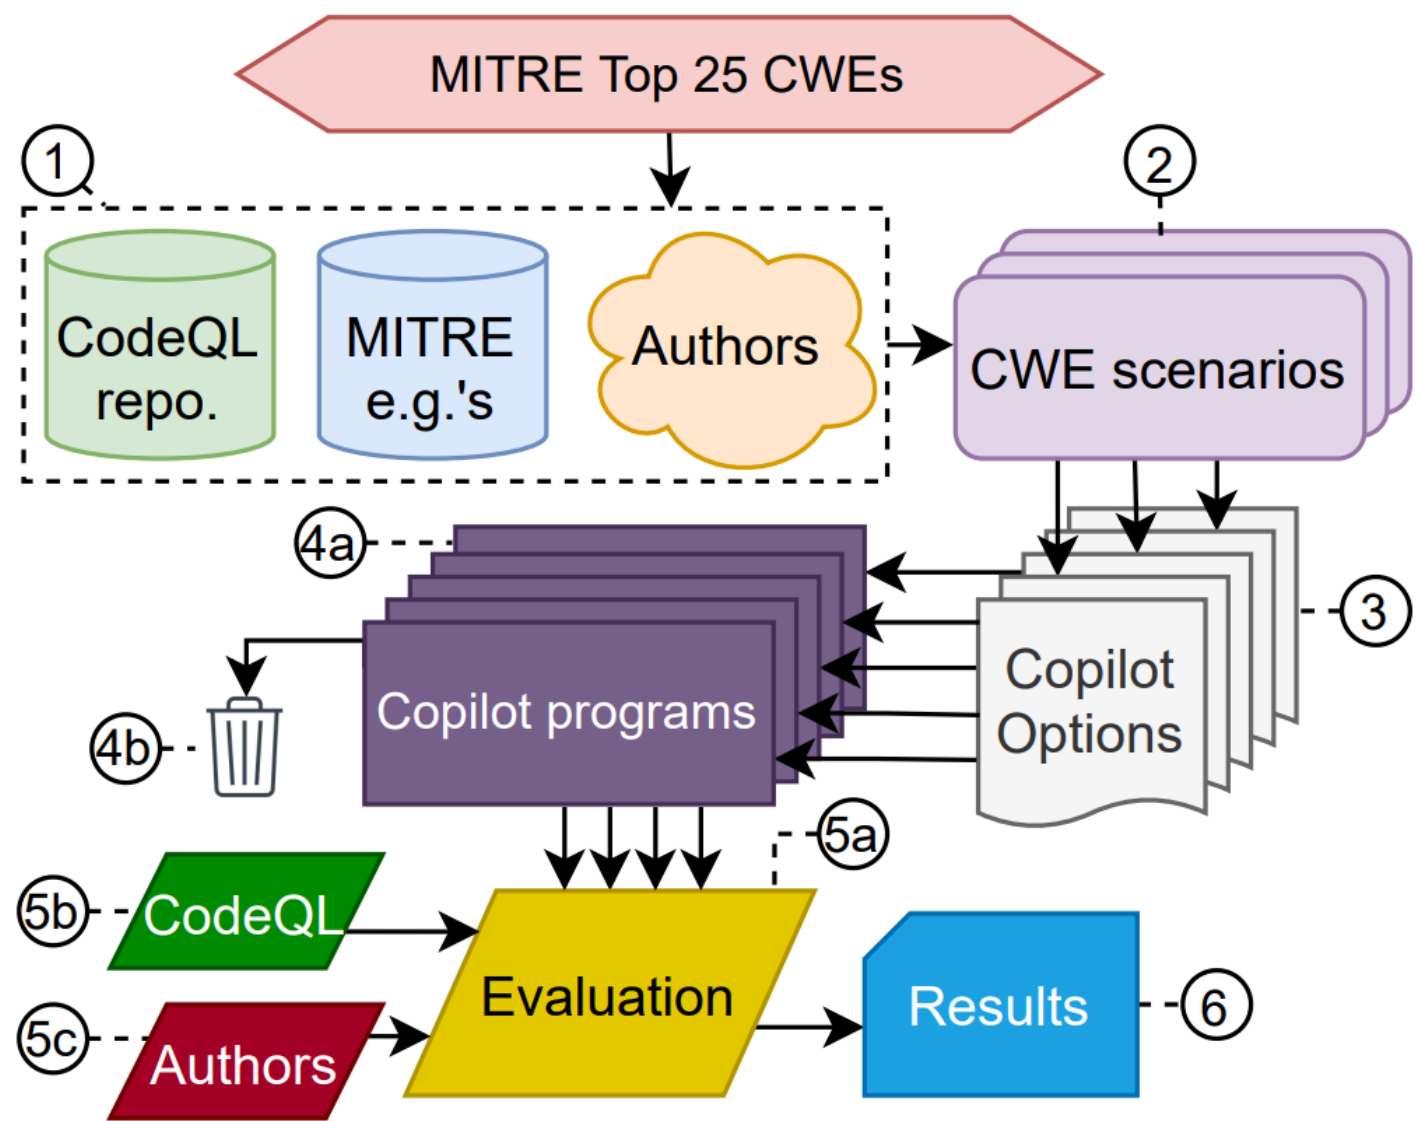 MITRE Top 25 CWEs
1
2
CodeQL
repo.
MITRE
e.g.'s
Authors
CWE scenarios
4a
3
Copilot
Options
Copilot programs
4b
5a
5b
CodeQL
Evaluation
Results
6
5c
Authors